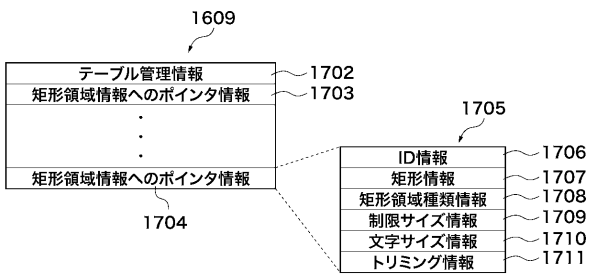 1609
テーブル管理情報
1702
矩形領域情報へのポインタ情報
1703
矩形領域情報へのポインタ情報
1704
1705
ID情報
1706
矩形情報
1707
矩形領域種類情報
1708
制限サイズ情報
1709
文字サイズ情報
1710
トリミング情報
1711